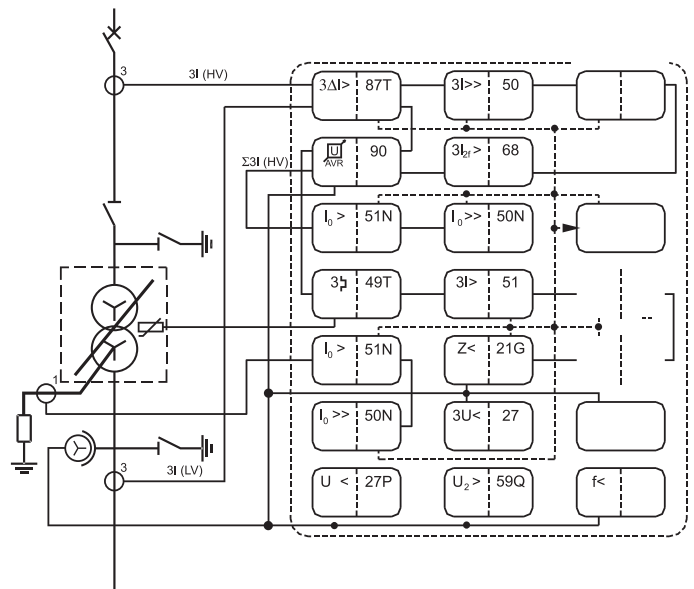 3
3I (HV)
3ΔI> 87T
3I>> 50
Σ3I (HV)
U
AVR
90
3I2f > 68
I0 > 51N
I0 >> 50N
3 49T
3I> 51
I0 > 51N
Z< 21G
1
I0 >> 50N
3U< 27
3I (LV)
3
U < 27P
U2 > 59Q
f<